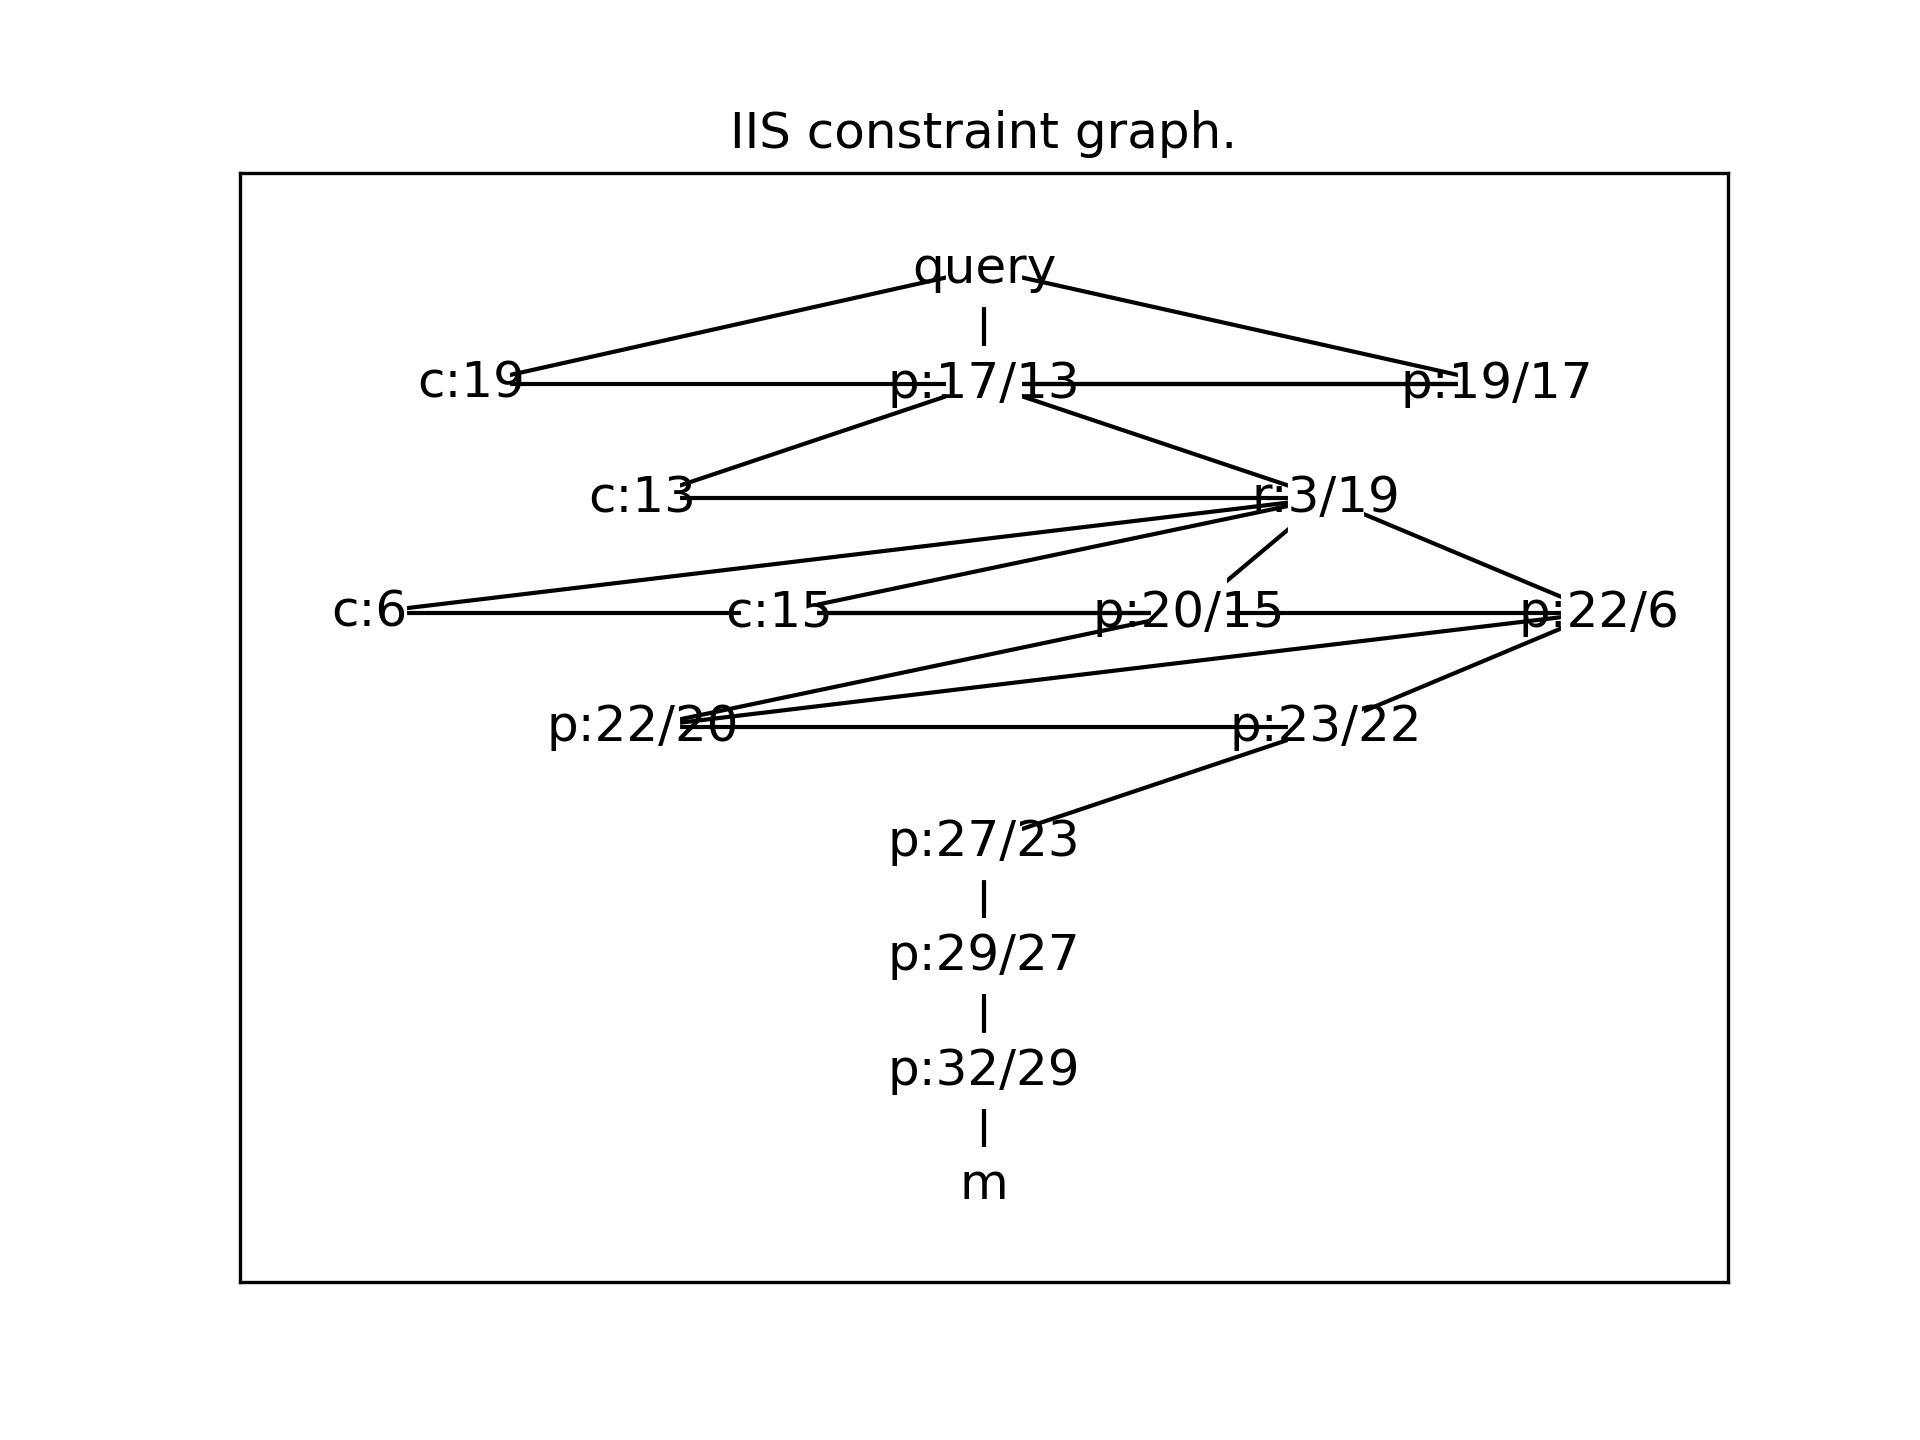 IIS constraint graph.
query
c:19 p:17/13 p:19/17
c:13 r:3/19
c:6 c:15 p:20/15 p:22/6
p:22/20 p:23/22
p:27/23
p:29/27
p:32/29
m